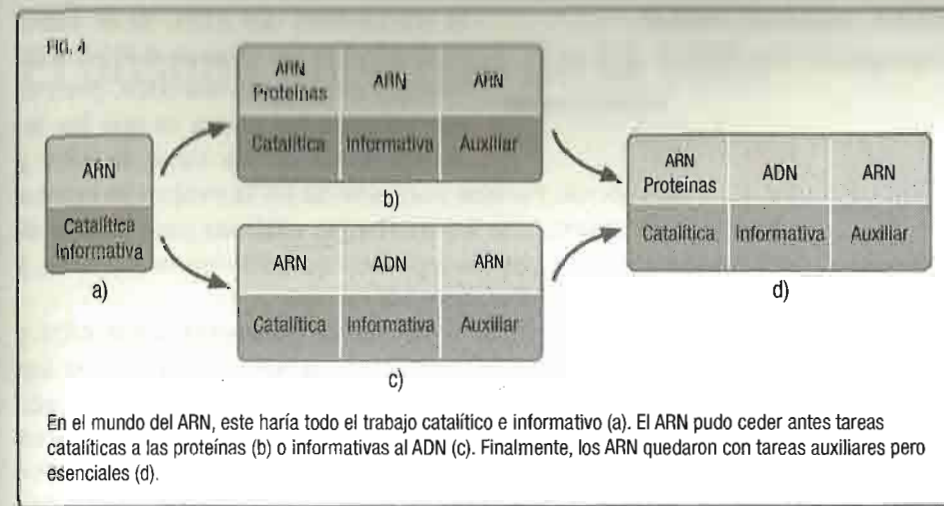 FIG. 4
ARN
Catalítica
Informativa
a)
ARN
Proteínas
ARN
ARN
Catalítica
Informativa
Auxiliar
b)
ARN
ADN
ARN
Catalítica
Informativa
Auxiliar
c)
ARN
Proteínas
ADN
ARN
Catalítica
Informativa
Auxiliar
d)
En el mundo del ARN, este haría todo el trabajo catalítico e informativo (a). El ARN pudo ceder antes tareas
catalíticas a las proteínas (b) o informativas al ADN (c). Finalmente, los ARN quedaron con tareas auxiliares pero
esenciales (d).